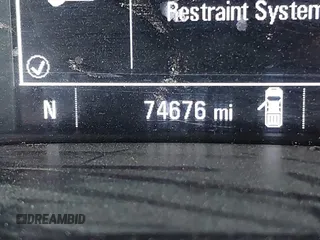 Restraint System
N 74676 mi
DREAMBID